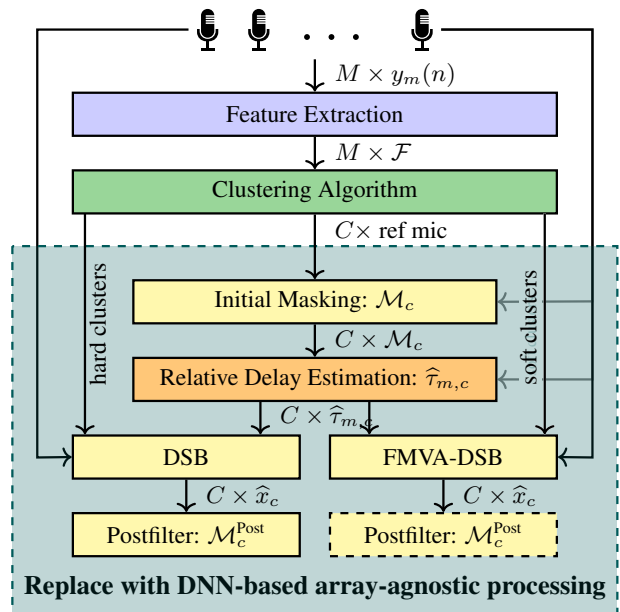 . . .
M × y_m(n)
Feature Extraction
M × ℱ
Clustering Algorithm
C× ref mic
hard clusters
soft clusters
Initial Masking: ℳ_c
C × ℳ_c
Relative Delay Estimation: τ̂_{m,c}
C × τ̂_{m,c}
DSB
FMVA-DSB
C × x̂_c
C × x̂_c
Postfilter: ℳ_c^Post
Postfilter: ℳ_c^Post
Replace with DNN-based array-agnostic processing